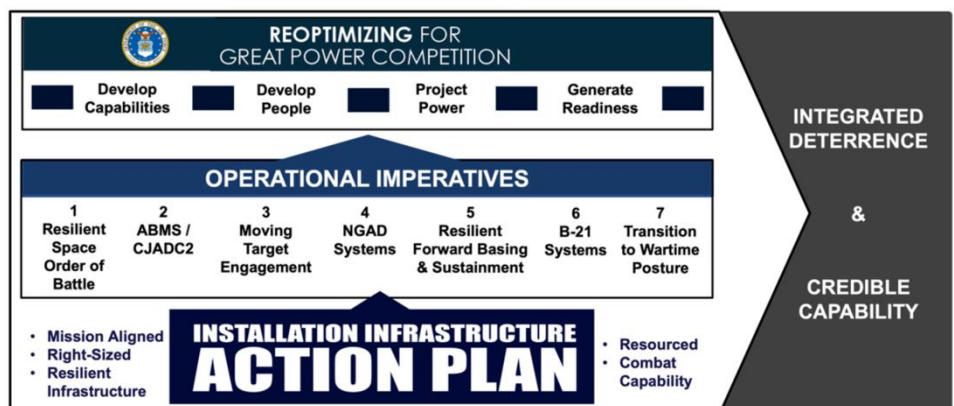 REOPTIMIZING FOR
GREAT POWER COMPETITION
Develop
Capabilities
Develop
People
Project
Power
Generate
Readiness
OPERATIONAL IMPERATIVES
1
Resilient
Space
Order of
Battle
2
ABMS /
CJADC2
3
Moving
Target
Engagement
4
NGAD
Systems
5
Resilient
Forward Basing
& Sustainment
6
B-21
Systems
7
Transition
to Wartime
Posture
• Mission Aligned
• Right-Sized
• Resilient
Infrastructure
INSTALLATION INFRASTRUCTURE
ACTION PLAN
• Resourced
• Combat
Capability
INTEGRATED
DETERRENCE
&
CREDIBLE
CAPABILITY